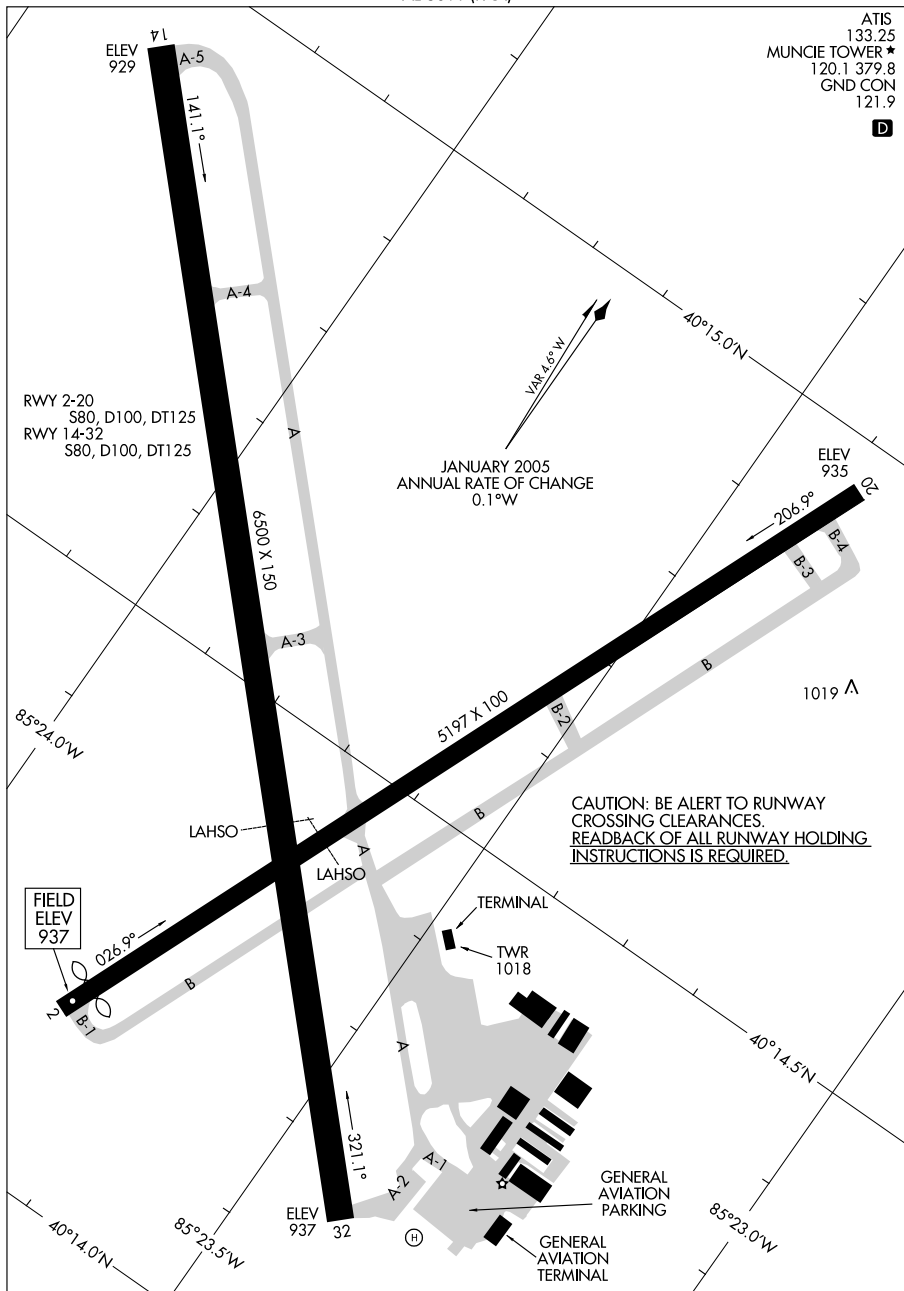 ATIS
133.25
MUNCIE TOWER ★
120.1 379.8
GND CON
121.9
D
14
ELEV
929
A-5
141.1°
A-4
40°15.0'N
VAR 4.6° W
RWY 2-20
S80, D100, DT125
RWY 14-32
S80, D100, DT125
A
JANUARY 2005
ANNUAL RATE OF CHANGE
0.1°W
ELEV
935
20
206.9°
B-4
B-3
6500 X 150
A-3
B
1019
5197 X 100
B-2
85°24.0'W
CAUTION: BE ALERT TO RUNWAY
CROSSING CLEARANCES.
READBACK OF ALL RUNWAY HOLDING
INSTRUCTIONS IS REQUIRED.
B
LAHSO
A
LAHSO
FIELD
ELEV
937
026.9°
TERMINAL
TWR
1018
B
2
B-1
A
40°14.5'N
321.1°
A-1
A-2
GENERAL
AVIATION
PARKING
ELEV
937
32
H
40°14.0'N
85°23.5'W
85°23.0'W
GENERAL
AVIATION
TERMINAL